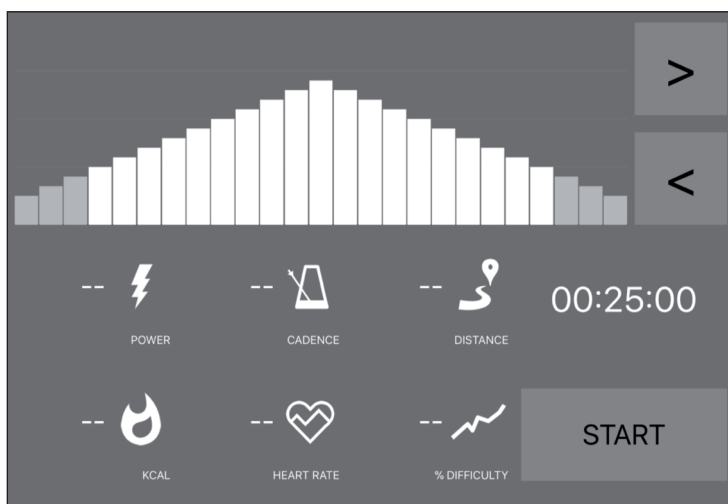 >
<
-- -- -- 00:25:00
POWER CADENCE DISTANCE
-- -- -- START
KCAL HEART RATE % DIFFICULTY